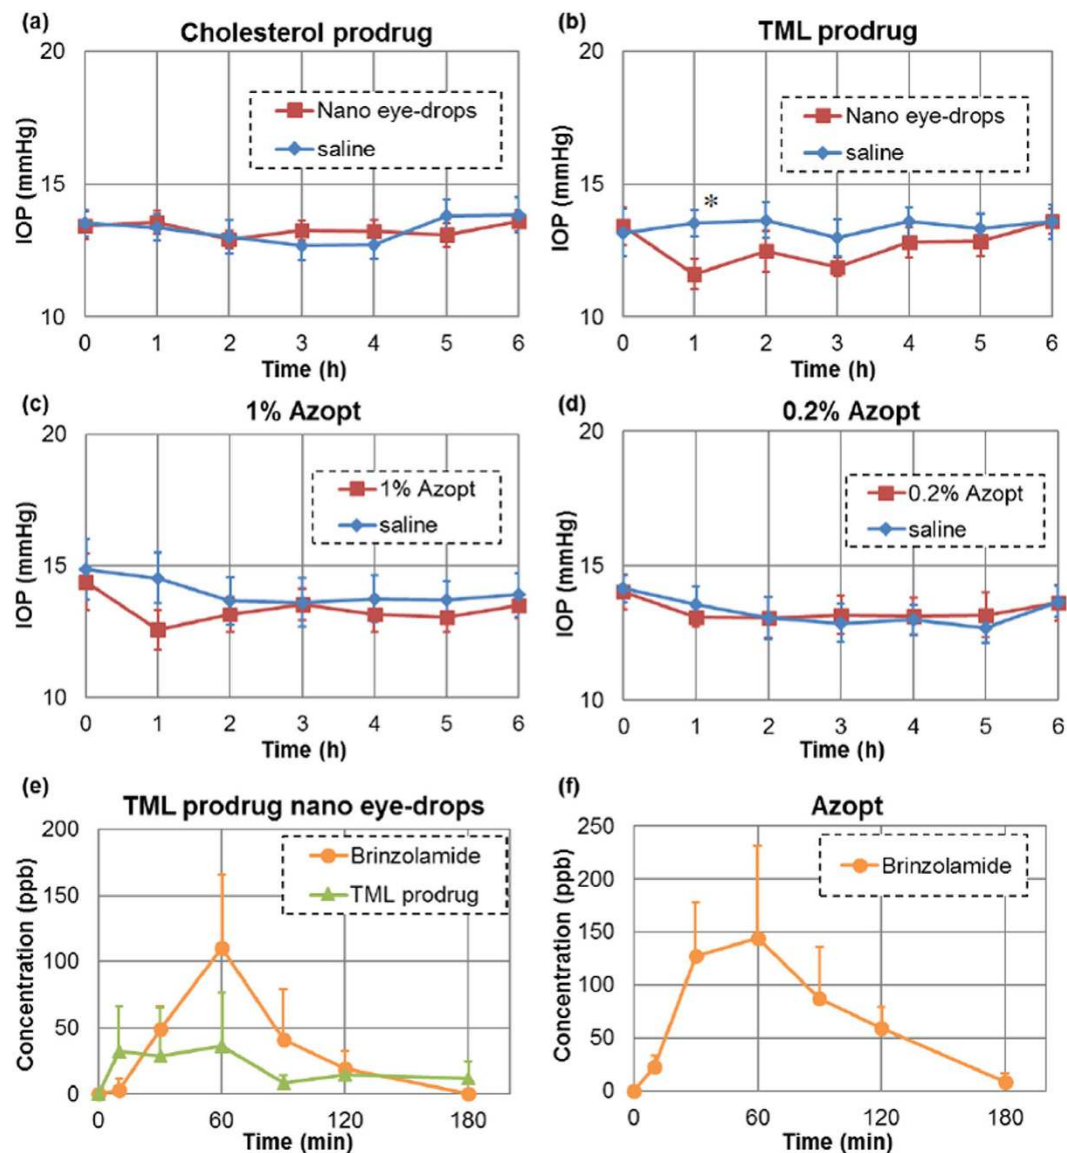 (a)
Cholesterol prodrug
20
15
10
IOP (mmHg)
Nano eye-drops
saline
0 1 2 3 4 5 6
Time (h)
(b)
TML prodrug
20
15
10
IOP (mmHg)
Nano eye-drops
saline
*
0 1 2 3 4 5 6
Time (h)
(c)
1% Azopt
20
15
10
IOP (mmHg)
1% Azopt
saline
0 1 2 3 4 5 6
Time (h)
(d)
0.2% Azopt
20
15
10
IOP (mmHg)
0.2% Azopt
saline
0 1 2 3 4 5 6
Time (h)
(e)
TML prodrug nano eye-drops
200
150
100
50
0
Concentration (ppb)
Brinzolamide
TML prodrug
0 60 120 180
Time (min)
(f)
Azopt
250
200
150
100
50
0
Concentration (ppb)
Brinzolamide
0 60 120 180
Time (min)